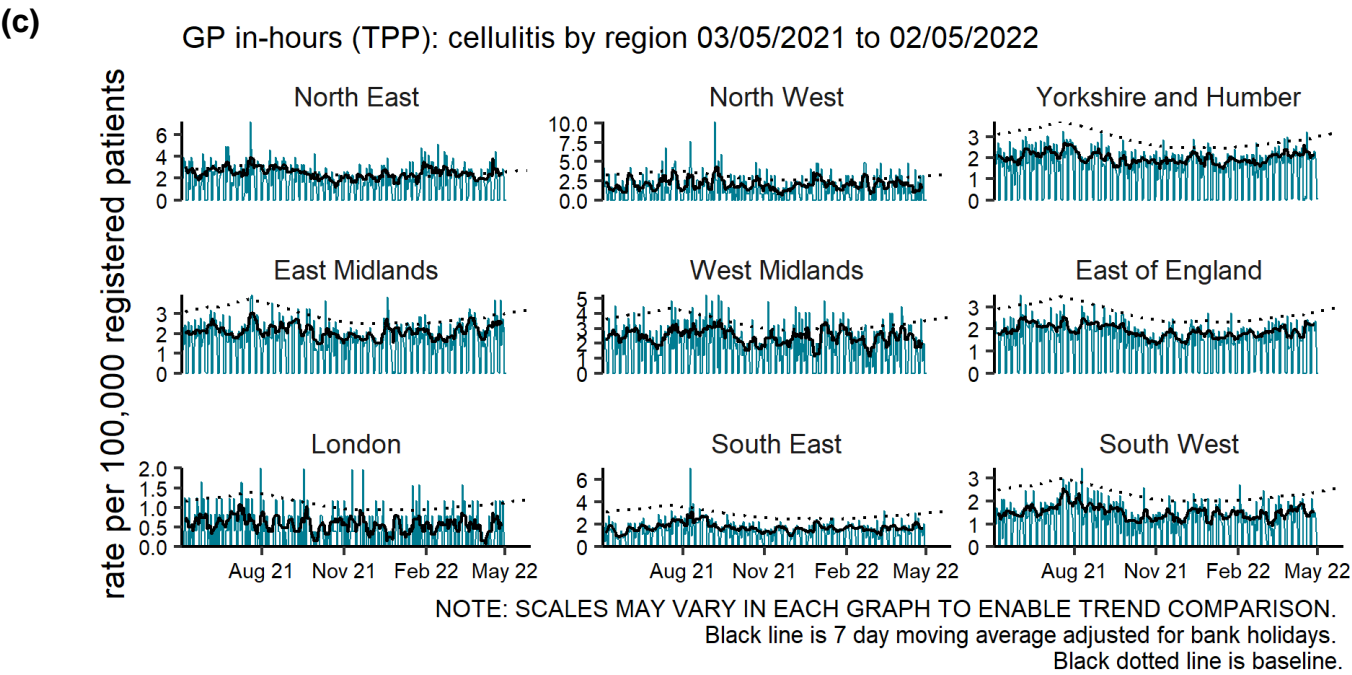 (c)
GP in-hours (TPP): cellulitis by region 03/05/2021 to 02/05/2022
rate per 100,000 registered patients
North East
6
4
2
0
North West
10.0
7.5
5.0
2.5
0.0
Yorkshire and Humber
3
2
1
0
East Midlands
3
2
1
0
West Midlands
5
4
3
2
1
0
East of England
3
2
1
0
London
2.0
1.5
1.0
0.5
0.0
South East
6
4
2
0
South West
3
2
1
0
Aug 21 Nov 21 Feb 22 May 22
Aug 21 Nov 21 Feb 22 May 22
Aug 21 Nov 21 Feb 22 May 22
NOTE: SCALES MAY VARY IN EACH GRAPH TO ENABLE TREND COMPARISON.
Black line is 7 day moving average adjusted for bank holidays.
Black dotted line is baseline.